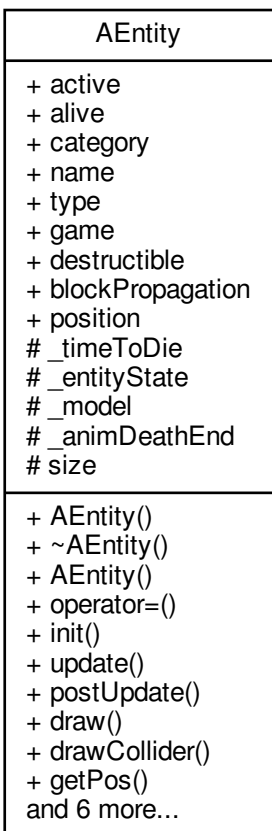 AEntity
+ active
+ alive
+ category
+ name
+ type
+ game
+ destructible
+ blockPropagation
+ position
# _timeToDie
# _entityState
# _model
# _animDeathEnd
# size
+ AEntity()
+ ~AEntity()
+ AEntity()
+ operator=()
+ init()
+ update()
+ postUpdate()
+ draw()
+ drawCollider()
+ getPos()
and 6 more...